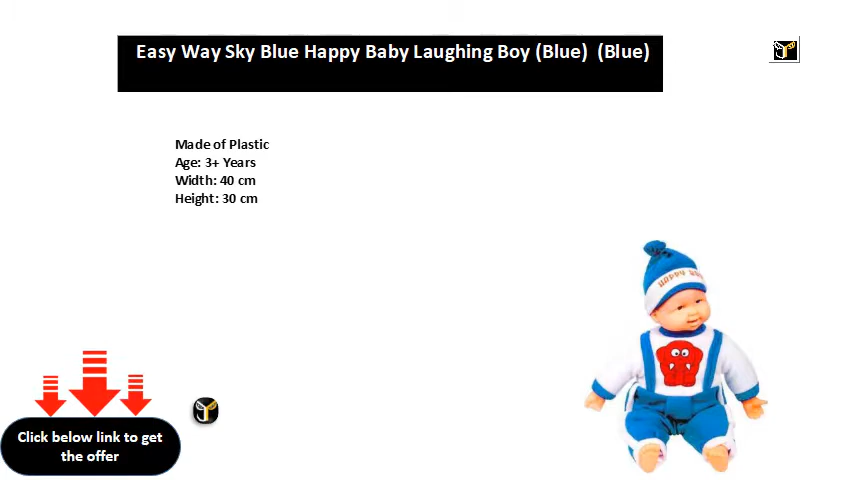 Easy Way Sky Blue Happy Baby Laughing Boy (Blue)  (Blue)
Made of Plastic
Age: 3+ Years
Width: 40 cm
Height: 30 cm
HAPPY
Click below link to get
the offer